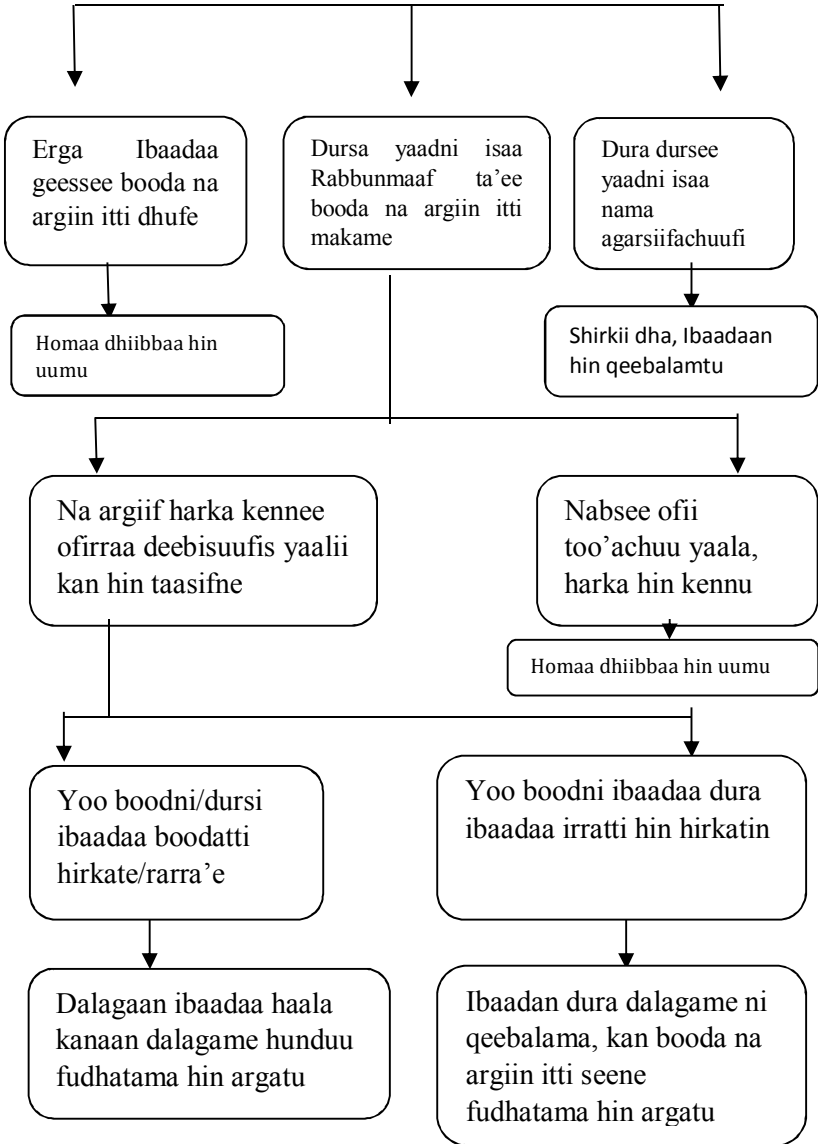 Erga Ibaadaa
geessee booda na
argiin itti dhufe
Dursa yaadni isaa
Rabbunmaaf ta’ee
booda na argiin itti
makame
Dura dursee
yaadni isaa
nama
agarsiifachuufi
Homaa dhiibbaa hin
uumu
Shirkii dha, Ibaadaan
hin qeebalamtu
Na argiif harka kennee
ofirraa deebisuufis yaalii
kan hin taasifne
Nabsee ofii
too’achuu yaala,
harka hin kennu
Homaa dhiibbaa hin uumu
Yoo boodni/dursi
ibaadaa boodatti
hirkate/rarra’e
Yoo boodni ibaadaa dura
ibaadaa irratti hin hirkatin
Dalagaan ibaadaa haala
kanaan dalagame hunduu
fudhatama hin argatu
Ibaadan dura dalagame ni
qeebalama, kan booda na
argiin itti seene
fudhatama hin argatu